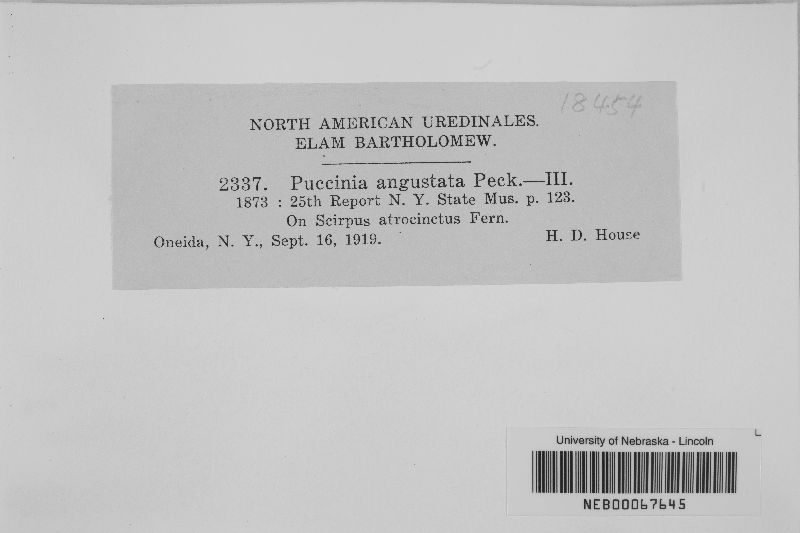 18454
NORTH AMERICAN UREDINALES.
ELAM BARTHOLOMEW.
2337. Puccinia angustata Peck.—III.
1873 : 25th Report N. Y. State Mus. p. 123.
On Scirpus atrocinctus Fern.
Oneida, N. Y., Sept. 16, 1919. H. D. House
University of Nebraska - Lincoln
NEB00067645